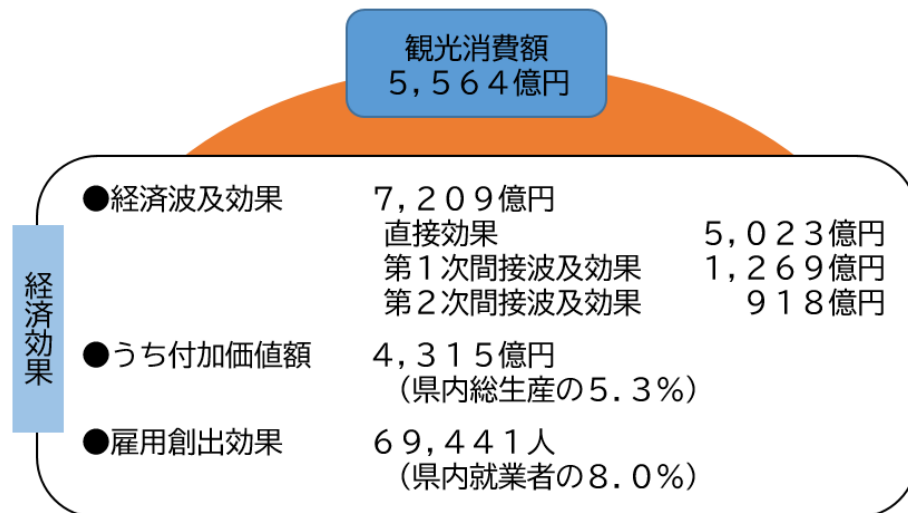 観光消費額
５,５６４億円
経済効果
●経済波及効果　７,２０９億円
直接効果　５,０２３億円
第１次間接波及効果　１,２６９億円
第２次間接波及効果　９１８億円
●うち付加価値額　４,３１５億円
（県内総生産の５.３%）
●雇用創出効果　６９,４４１人
（県内就業者の８.０%）